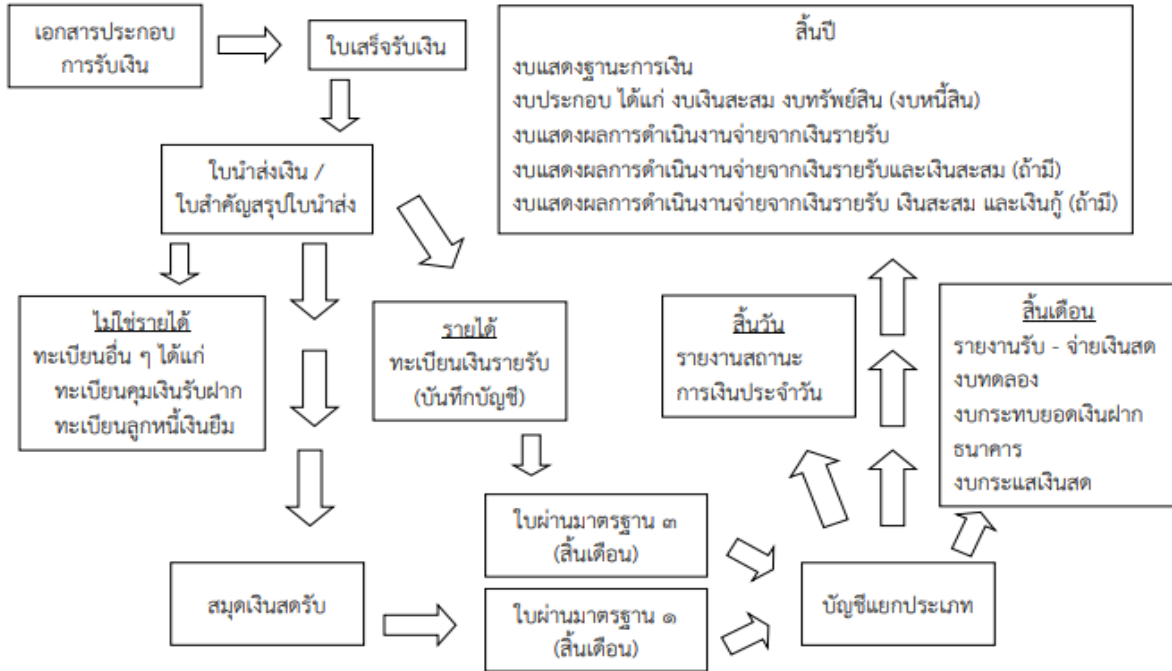 เอกสารประกอบ
การรับเงิน
ใบเสร็จรับเงิน
สิ้นปี
งบแสดงฐานะการเงิน
งบประกอบ ได้แก่ งบเงินสะสม งบทรัพย์สิน (งบหนี้สิน)
งบแสดงผลการดำเนินงานจ่ายจากเงินรายรับ
งบแสดงผลการดำเนินงานจ่ายจากเงินรายรับและเงินสะสม (ถ้ามี)
งบแสดงผลการดำเนินงานจ่ายจากเงินรายรับ เงินสะสม และเงินกู้ (ถ้ามี)
ใบนำส่งเงิน /
ใบสำคัญสรุปใบนำส่ง
ไม่ใช่รายได้
ทะเบียนอื่น ๆ ได้แก่
ทะเบียนคุมเงินรับฝาก
ทะเบียนลูกหนี้เงินยืม
รายได้
ทะเบียนเงินรายรับ
(บันทึกบัญชี)
สิ้นวัน
รายงานสถานะ
การเงินประจำวัน
สิ้นเดือน
รายงานรับ - จ่ายเงินสด
งบทดลอง
งบกระทบยอดเงินฝาก
ธนาคาร
งบกระแสเงินสด
ใบผ่านมาตรฐาน ๓
(สิ้นเดือน)
สมุดเงินสดรับ
ใบผ่านมาตรฐาน ๑
(สิ้นเดือน)
บัญชีแยกประเภท